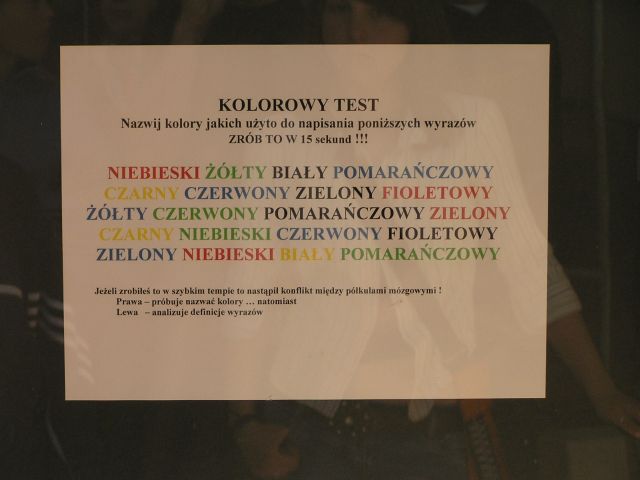 KOLOROWY TEST
Nazwij kolory jakich użyto do napisania poniższych wyrazów
ZRÓB TO W 15 sekund !!!
NIEBIESKI ŻÓŁTY BIAŁY POMARAŃCZOWY
CZARNY CZERWONY ZIELONY FIOLETOWY
ŻÓŁTY CZERWONY POMARAŃCZOWY ZIELONY
CZARNY NIEBIESKI CZERWONY FIOLETOWY
ZIELONY NIEBIESKI BIAŁY POMARAŃCZOWY
Jeżeli zrobiłeś to w szybkim tempie to nastąpił konflikt między półkulami mózgowymi !
Prawa – próbuje nazwać kolory ... natomiast
Lewa – analizuje definicje wyrazów